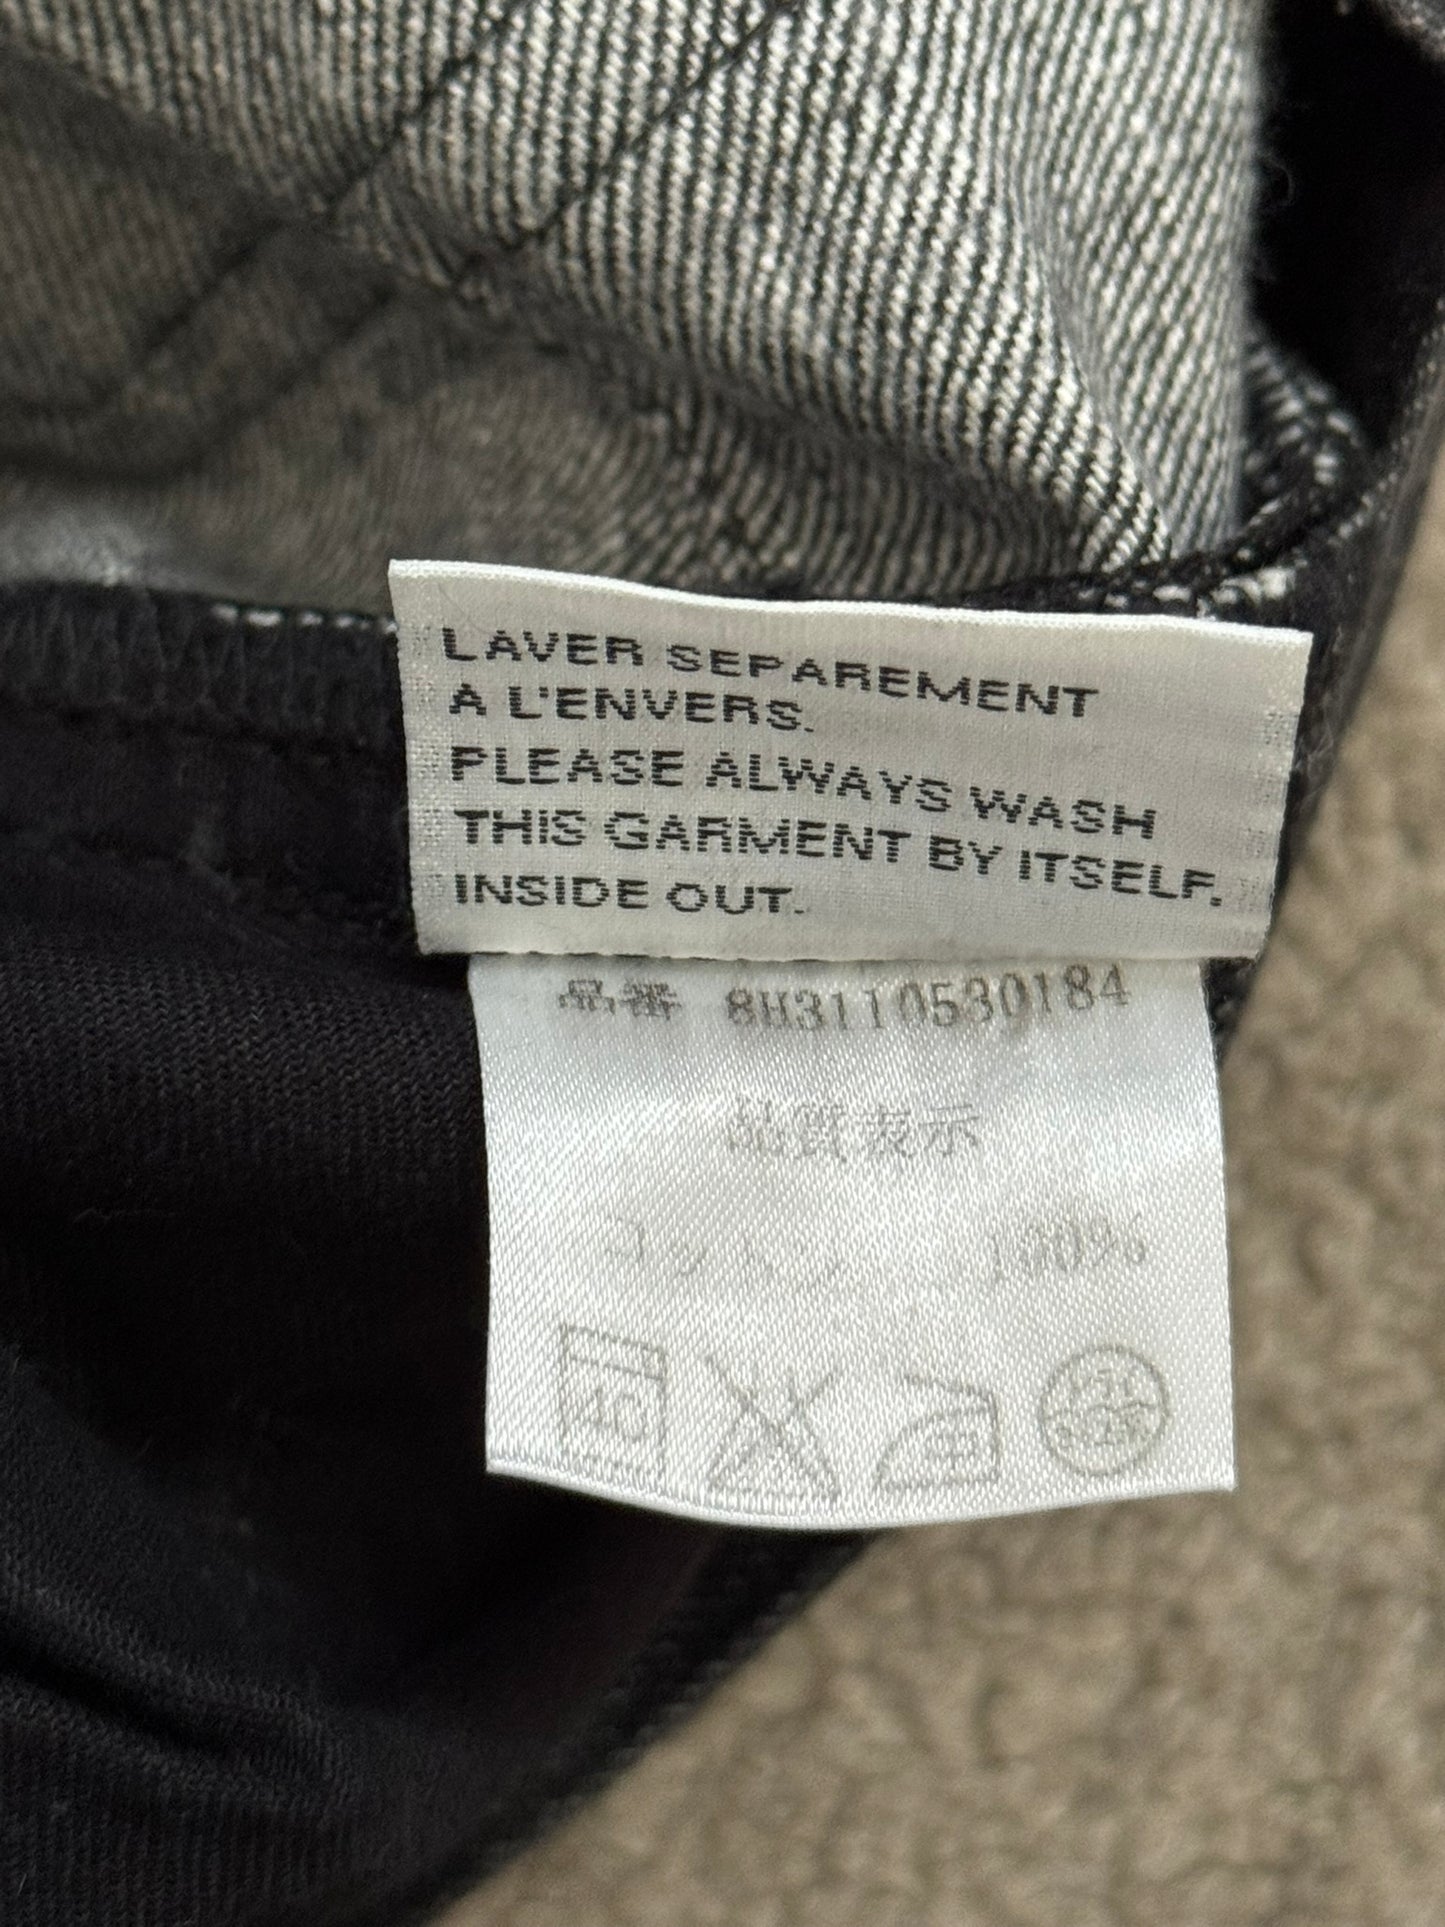 LAVER SEPAREMENT
A L'ENVERS.
PLEASE ALWAYS WASH
THIS GARMENT BY ITSELF,
INSIDE OUT.
品番 8H3110530184
品質表示
コットン 100%